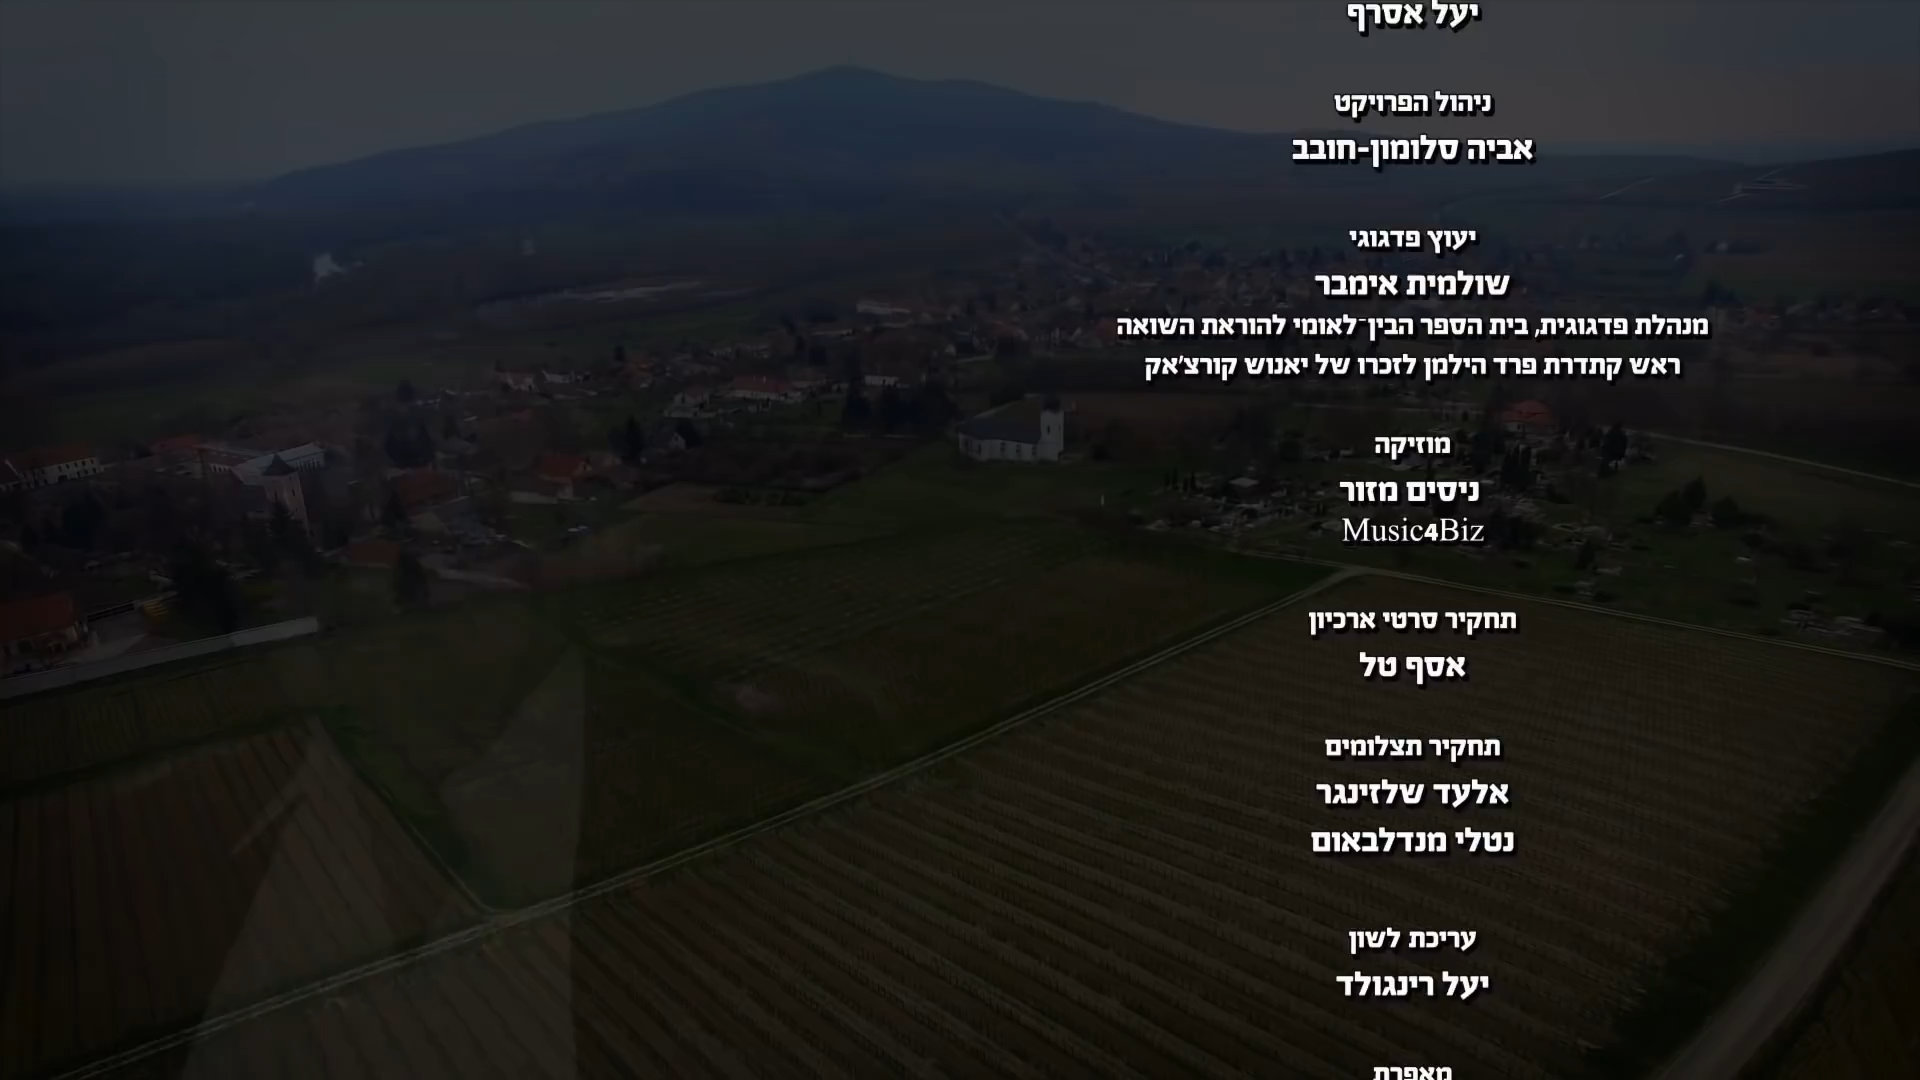 יעל אסרף
ניהול הפרויקט
אביה סלומון-חובב
יעוץ פדגוגי
שולמית אימבר
מנהלת פדגוגית, בית הספר הבין־לאומי להוראת השואה
ראש קתדרת פרד הילמן לזכרו של יאנוש קורצ'אק
מוזיקה
ניסים מזור
Music4Biz
תחקיר סרטי ארכיון
אסף טל
תחקיר תצלומים
אלעד שלזינגר
נטלי מנדלבאום
עריכת לשון
יעל רינגולד
מאפרת